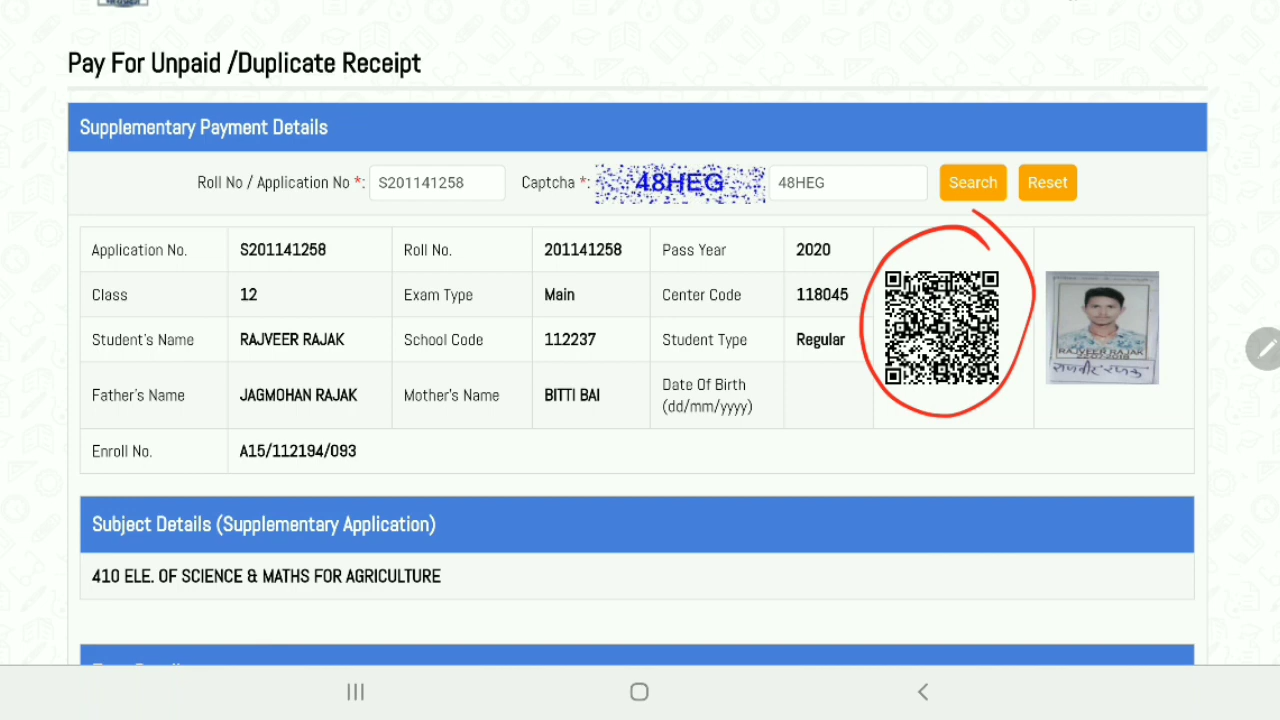 Pay For Unpaid /Duplicate Receipt
Supplementary Payment Details
Roll No / Application No *: S201141258 Captcha *: 48HEG 48HEG Search Reset
Application No. S201141258 Roll No. 201141258 Pass Year 2020
Class 12 Exam Type Main Center Code 118045
Student's Name RAJVEER RAJAK School Code 112237 Student Type Regular
RAJVEER RAJAK
Father's Name JAGMOHAN RAJAK Mother's Name BITTI BAI Date Of Birth
(dd/mm/yyyy)
Enroll No. A15/112194/093
Subject Details (Supplementary Application)
410 ELE. OF SCIENCE & MATHS FOR AGRICULTURE